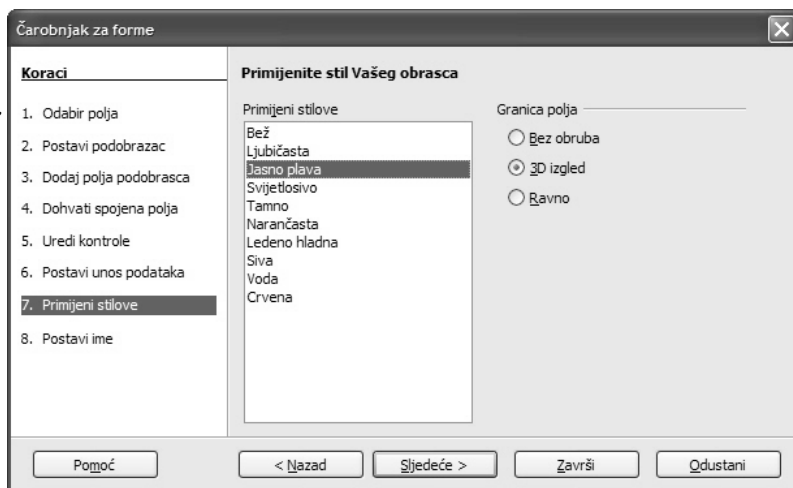 Čarobnjak za forme
Koraci
1. Odabir polja
2. Postavi podobrazac
3. Dodaj polja podobrasca
4. Dohvati spojena polja
5. Uredi kontrole
6. Postavi unos podataka
7. Primijeni stilove
8. Postavi ime
Primijenite stil Vašeg obrasca
Primijeni stilove
Bež
Ljubičasta
Jasno plava
Svijetlosivo
Tamno
Narančasta
Ledeno hladna
Siva
Voda
Crvena
Granica polja
Bez obruba
3D izgled
Ravno
Pomoć
< Nazad
Sljedeće >
Završi
Odustani